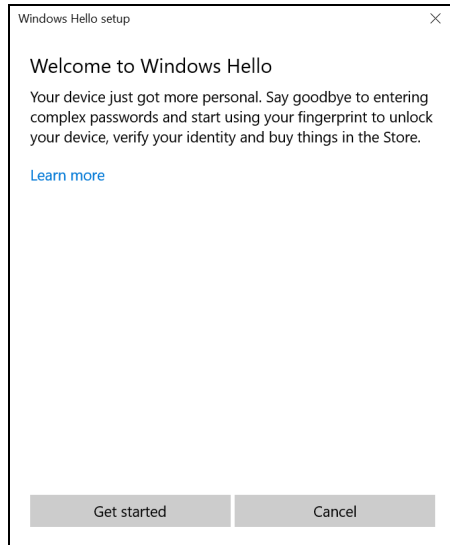 Windows Hello setup
Welcome to Windows Hello
Your device just got more personal. Say goodbye to entering
complex passwords and start using your fingerprint to unlock
your device, verify your identity and buy things in the Store.
Learn more
Get started
Cancel